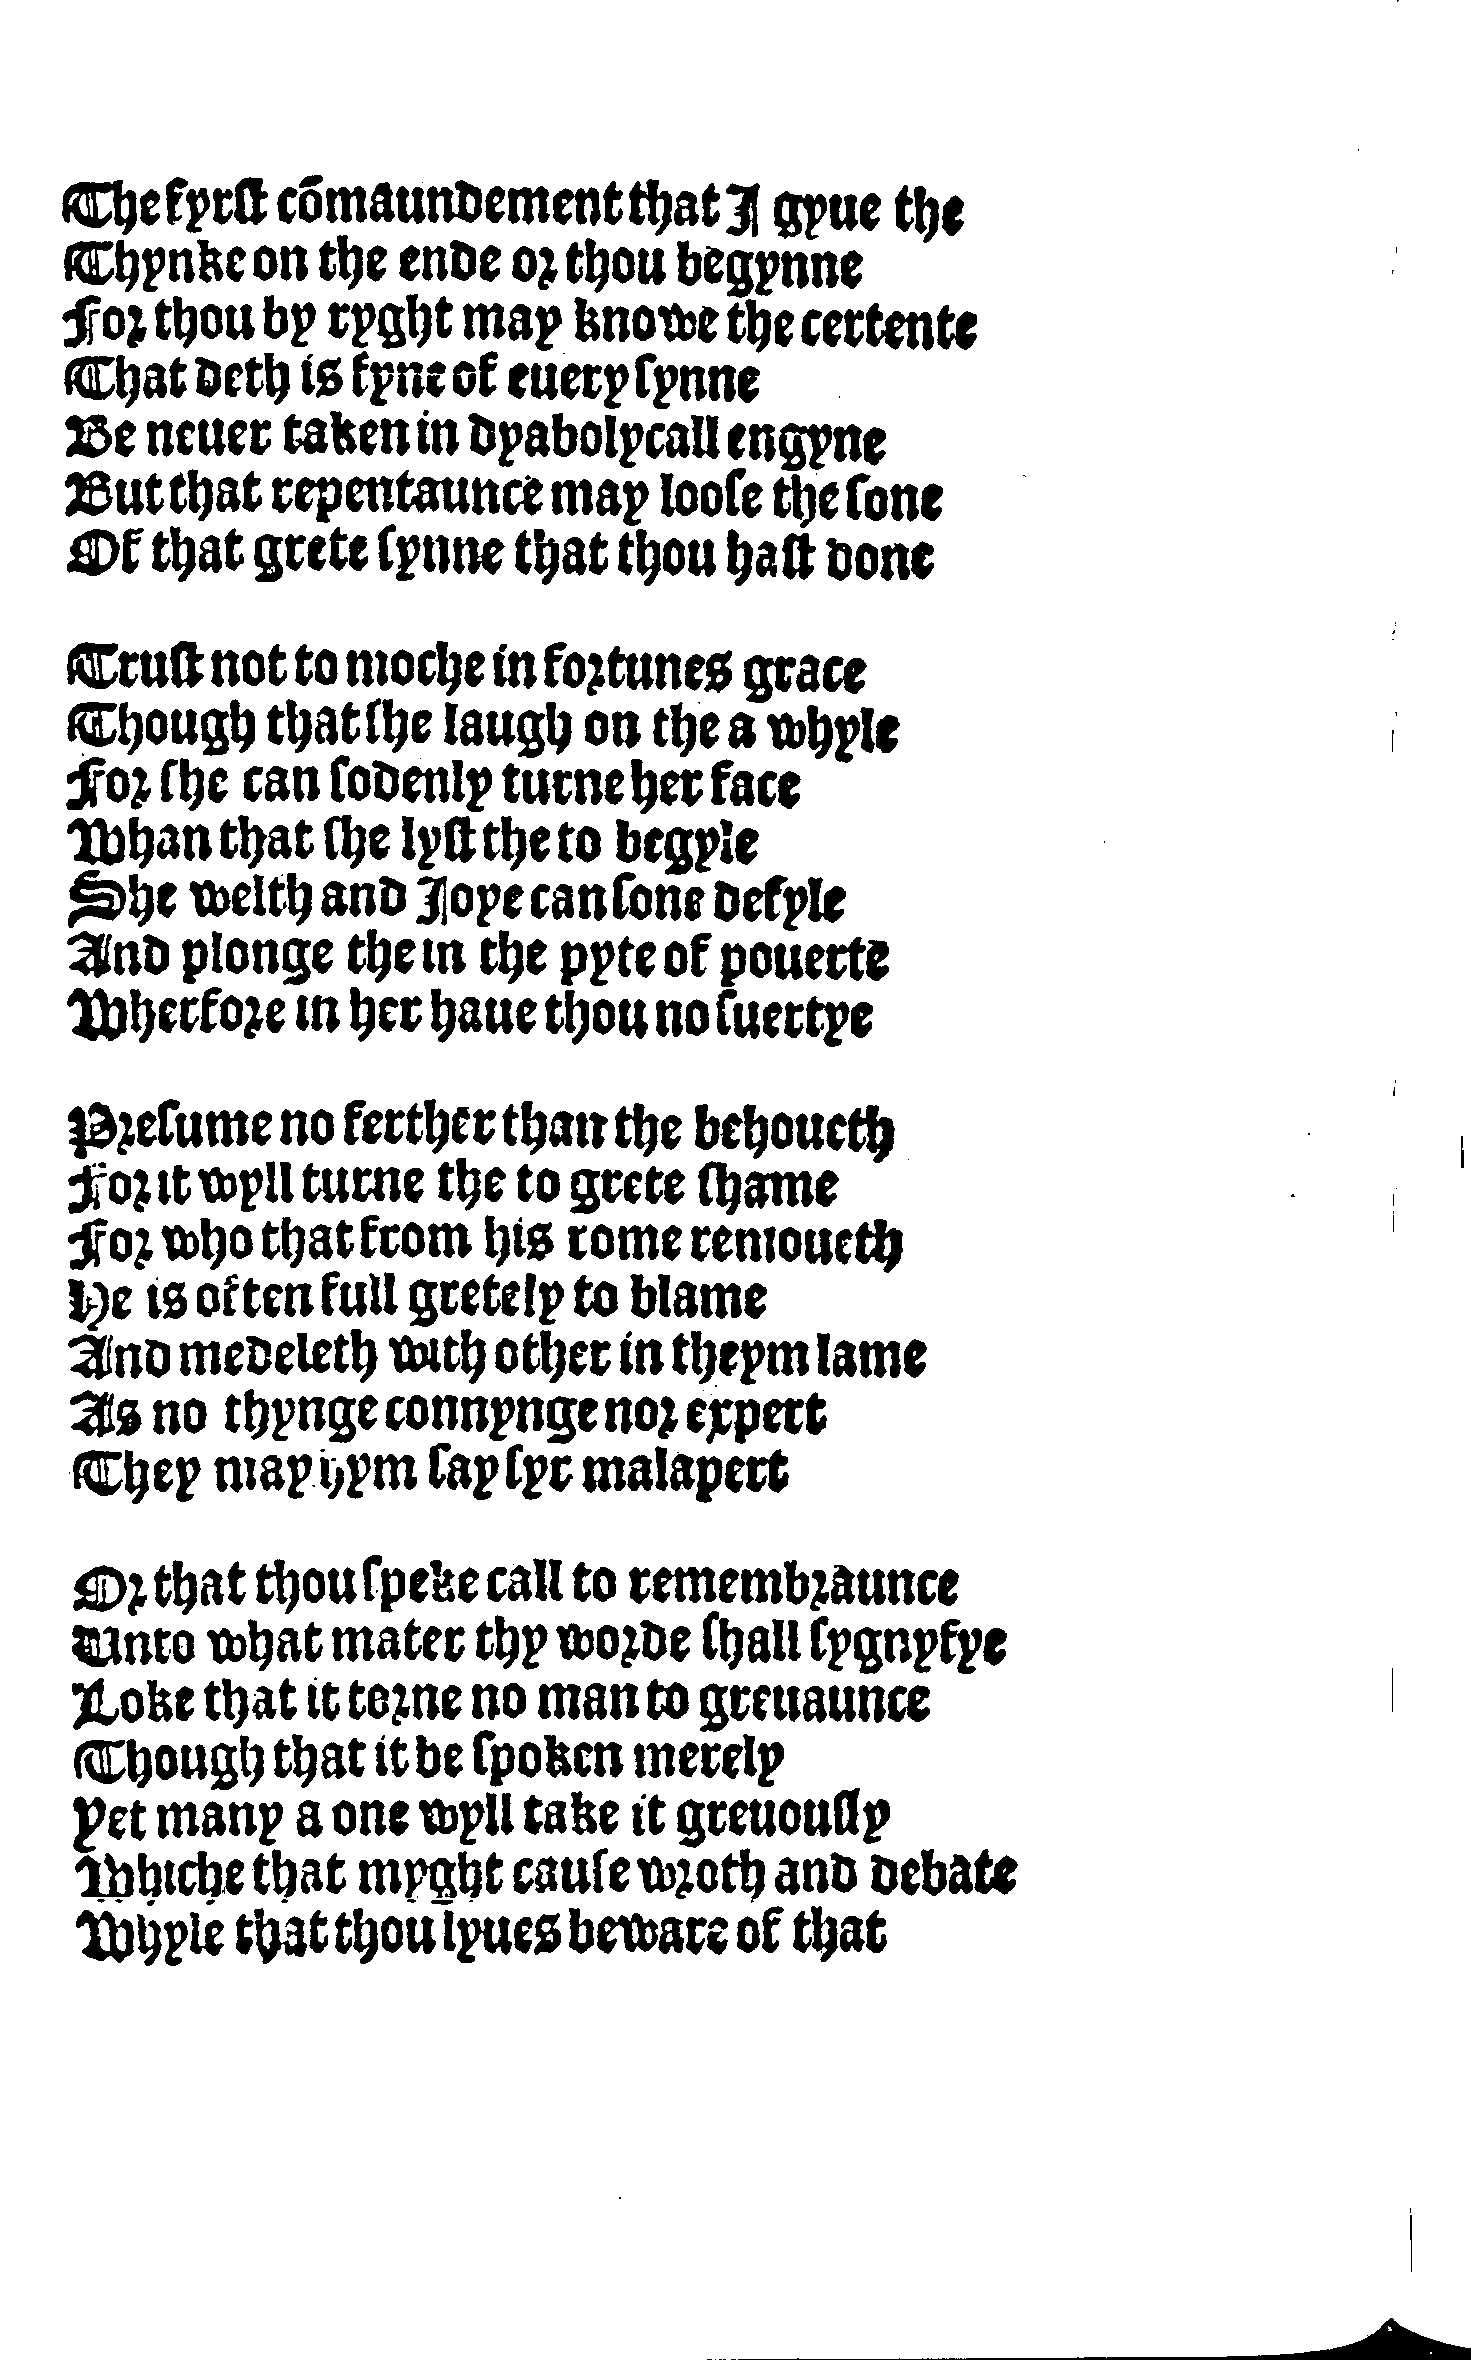 The fyrſt cōmaundement that I gyue the
Thynke on the ende or thou begynne
For thou by ryght may knowe the certente
That deth is fyne of euery ſynne
Be neuer taken in dyabolycall engyne
But that repentaunce may looſe the ſone
Of that grete ſynne that thou haſt done
Truſt not to moche in fortunes grace
Though that ſhe laugh on the a whyle
For ſhe can ſodenly turne her face
Whan that ſhe lyſt the to begyle
She welth and Joye can ſone defyle
And plonge the in the pyte of pouerte
Wherfore in her haue thou no ſuertye
Preſume no ferther than the behoueth
For it wyll turne the to grete ſhame
For who that from his rome remoueth
He is often full gretely to blame
And medeleth with other in theym lame
As no thynge connynge nor expert
They may hym ſay ſyr malapert
Or that thou ſpeke call to remembraunce
Unto what mater thy worde ſhall ſygnyfye
Loke that it torne no man to greuaunce
Though that it be ſpoken merely
Yet many a one wyll take it greuouſly
Whiche that myght cauſe wroth and debate
Whyle that thou lyues beware of that